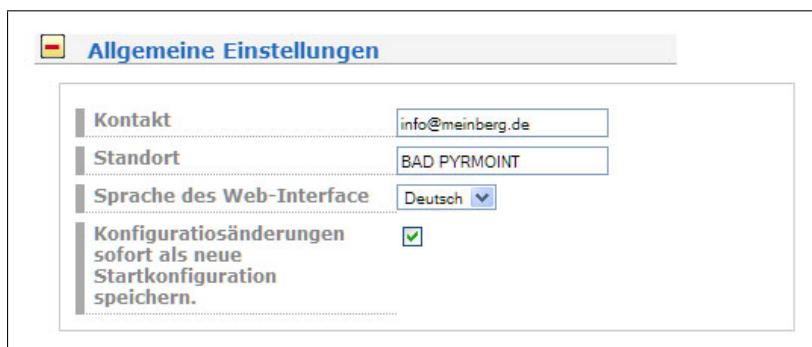 Allgemeine Einstellungen
Kontakt info@meinberg.de
Standort BAD PYRMOINT
Sprache des Web-Interface Deutsch
Konfiguratiosänderungen
sofort als neue
Startkonfiguration
speichern.